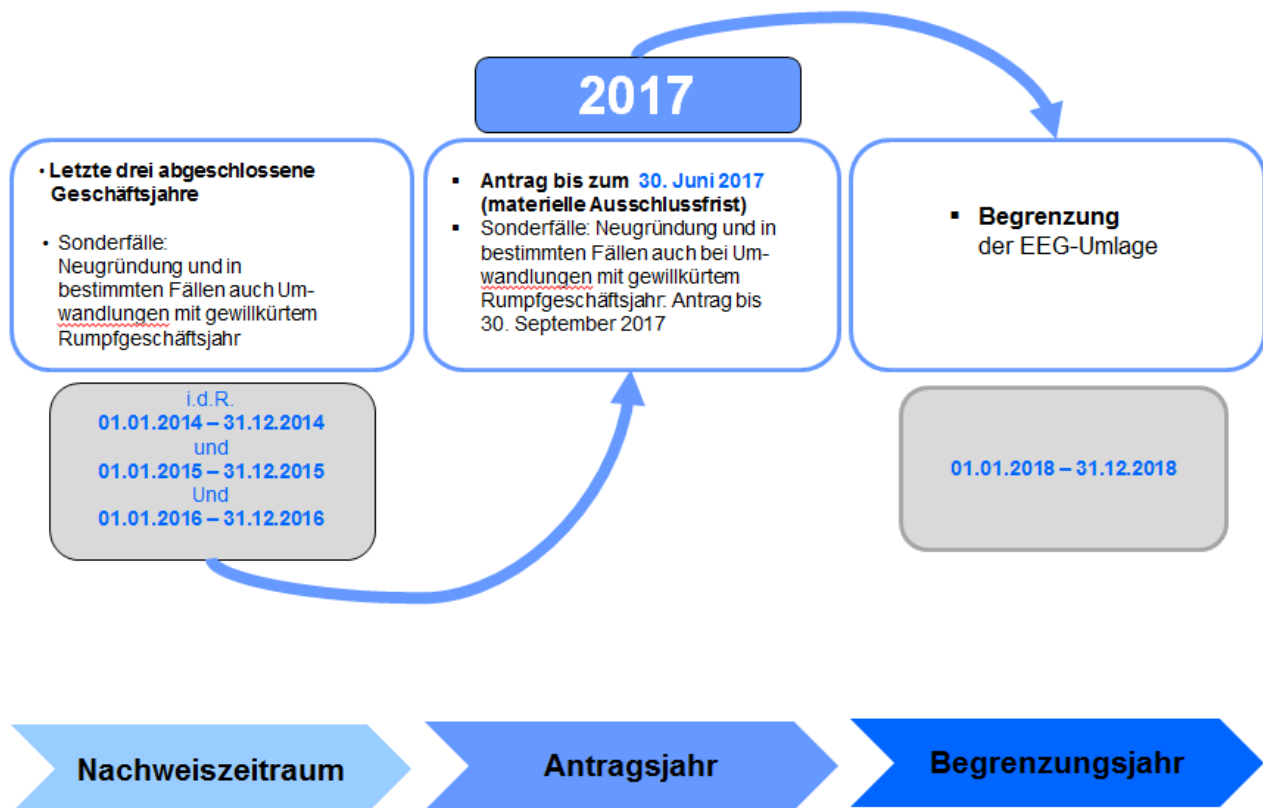 2017
· Letzte drei abgeschlossene
Geschäftsjahre
• Sonderfälle:
Neugründung und in
bestimmten Fällen auch Um-
wandlungen mit gewillkürtem
Rumpfgeschäftsjahr
i.d.R.
01.01.2014 – 31.12.2014
und
01.01.2015 – 31.12.2015
Und
01.01.2016 – 31.12.2016
▪ Antrag bis zum 30. Juni 2017
(materielle Ausschlussfrist)
▪ Sonderfälle: Neugründung und in
bestimmten Fällen auch bei Um-
wandlungen mit gewillkürtem
Rumpfgeschäftsjahr: Antrag bis
30. September 2017
▪ Begrenzung
der EEG-Umlage
01.01.2018 – 31.12.2018
Nachweiszeitraum
Antragsjahr
Begrenzungsjahr